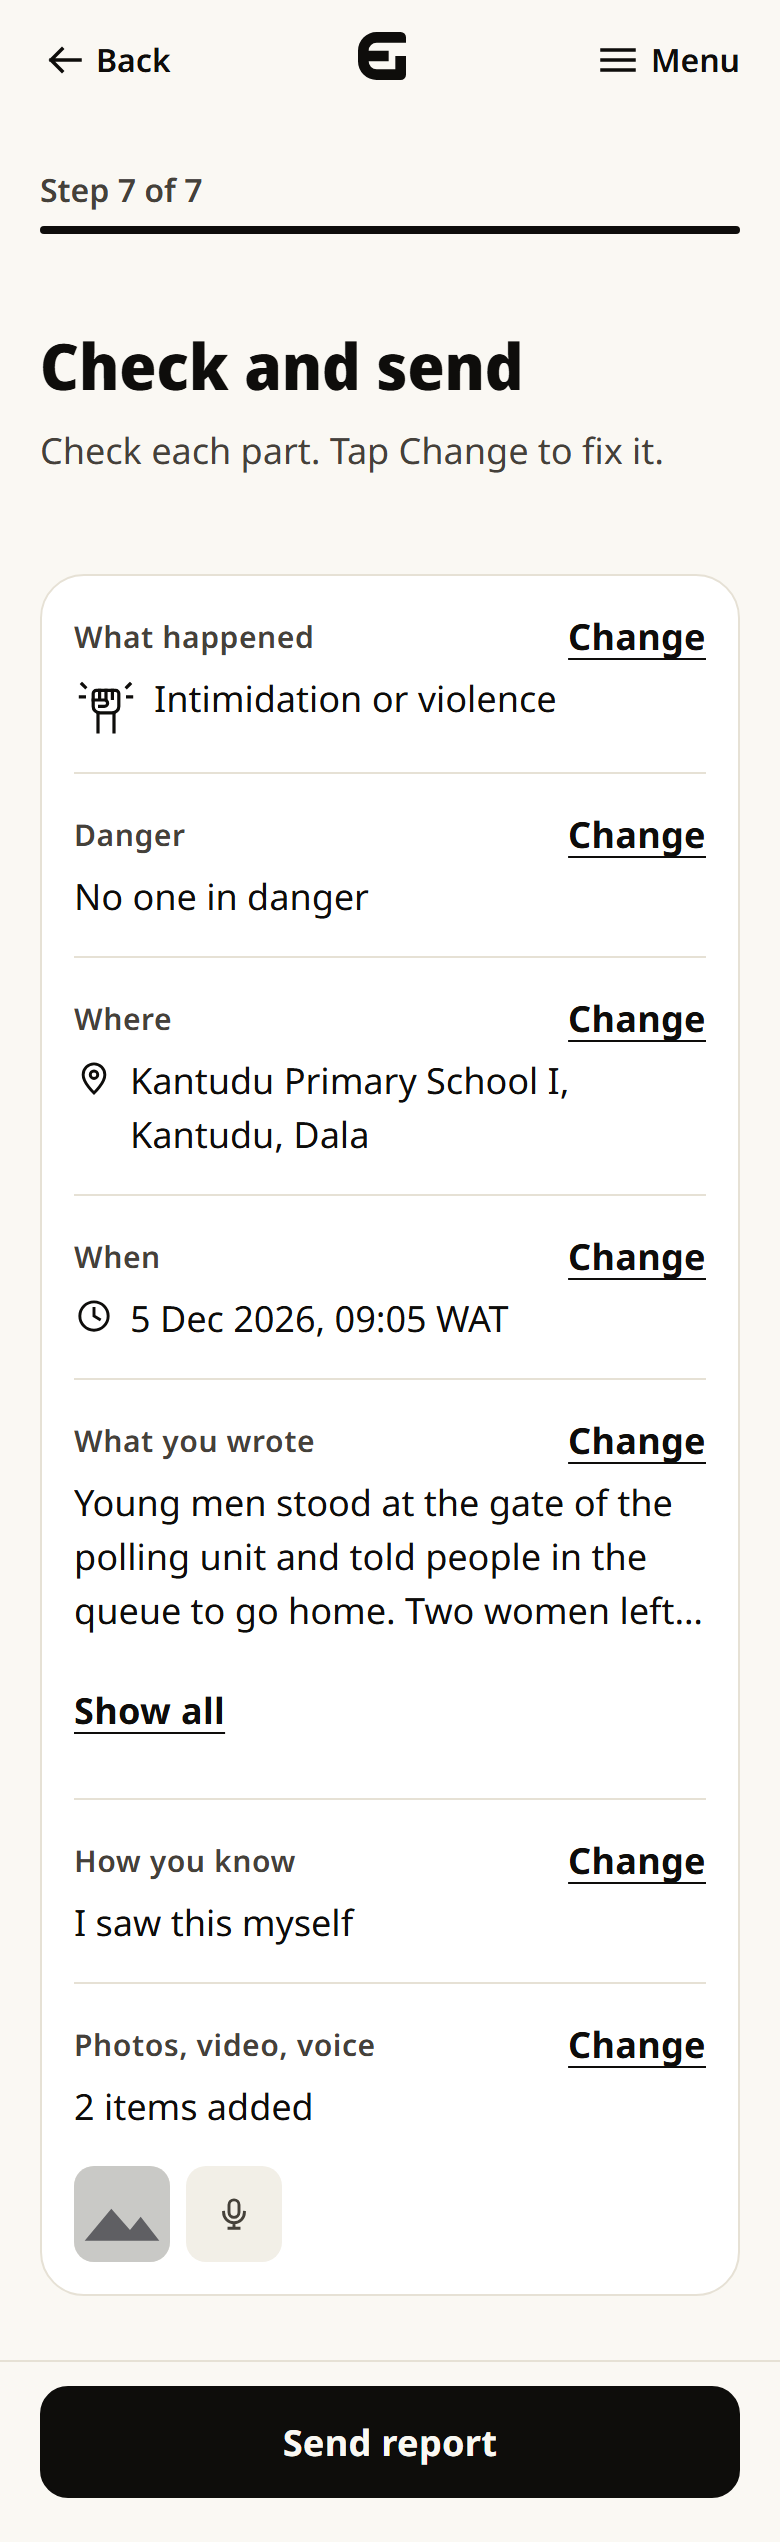 Back
Menu
Step 7 of 7
Check and send
Check each part. Tap Change to fix it.
What happened
Change
Intimidation or violence
Danger
Change
No one in danger
Where
Change
Kantudu Primary School I,
Kantudu, Dala
When
Change
5 Dec 2026, 09:05 WAT
What you wrote
Change
Young men stood at the gate of the
polling unit and told people in the
queue to go home. Two women left...
Show all
How you know
Change
I saw this myself
Photos, video, voice
Change
2 items added
Send report